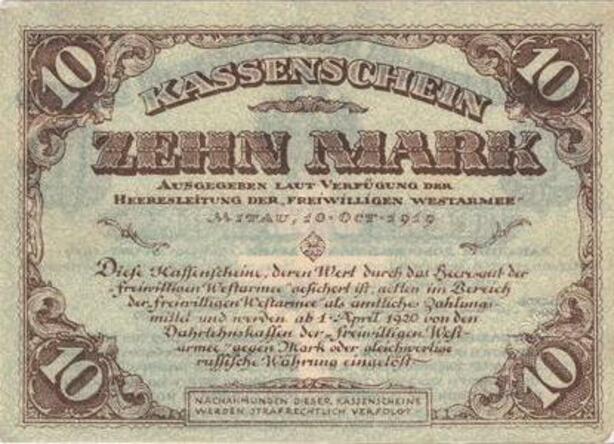 10 10
KASSENSCHEIN
ZEHN MARK
AUSGEGEBEN LAUT VERFÜGUNG DER
HEERESLEITUNG DER „FREIWILLIGEN WESTARMEE"
MITAU, 10·OCT·1919
Diese Kassenscheine, deren Wert durch das Heeresgut der
„freiwilligen Westarmee" gesichert ist, gelten im Bereich
der „freiwilligen Westarmee" als amtliches Zahlungs-
mittel und werden ab 1·April 1920 von den
Darlehnskassen der „freiwilligen West-
armee" gegen Mark oder gleichwertige
russische Währung eingelöst
10 10
NACHAHMUNGEN DIESER KASSENSCHEINE
WERDEN STRAFRECHTLICH VERFOLGT